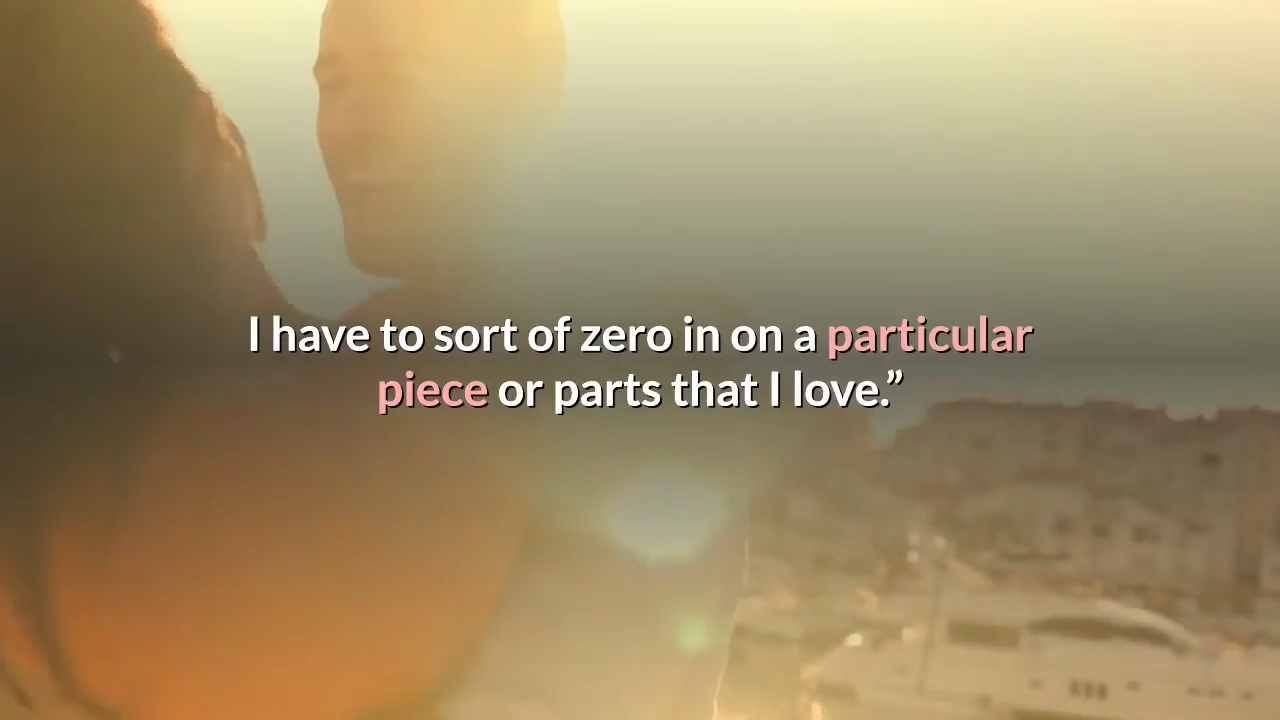 I have to sort of zero in on a particular
piece or parts that I love.”